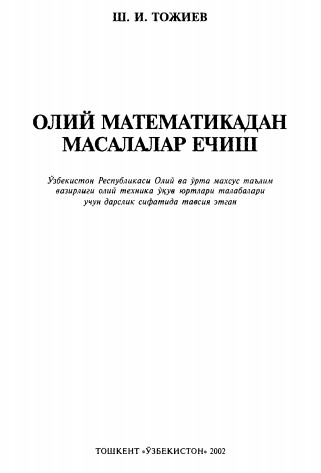 Ш. И. ТОЖИЕВ
ОЛИЙ МАТЕМАТИКАДАН
МАСАЛАЛАР ЕЧИШ
Ўзбекистон Республикаси Олий ва ўрта махсус таълим
вазирлиги олий техника ўқув юртлари талабалари
учун дарслик сифатида тавсия этган
ТОШКЕНТ «ЎЗБЕКИСТОН» 2002